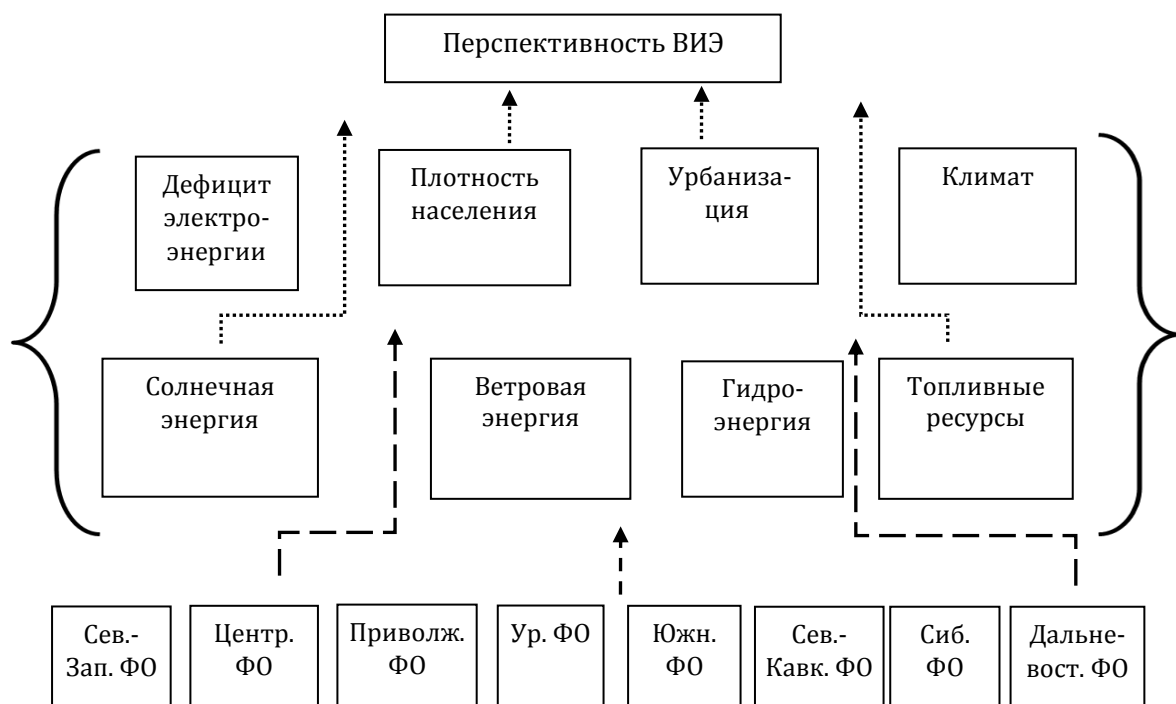 Перспективность ВИЭ
Дефицит
электро-
энергии
Плотность
населения
Урбаниза-
ция
Климат
Солнечная
энергия
Ветровая
энергия
Гидро-
энергия
Топливные
ресурсы
Сев.-
Зап. ФО
Центр.
ФО
Приволж.
ФО
Ур. ФО
Южн.
ФО
Сев.-
Кавк. ФО
Сиб.
ФО
Дальне-
вост. ФО